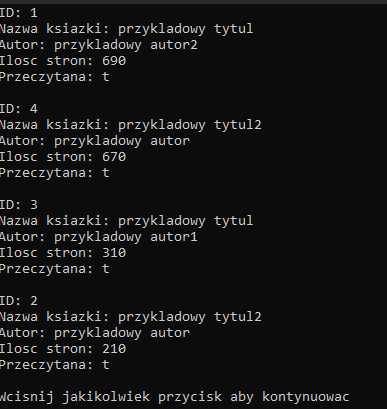 ID: 1
Nazwa ksiazki: przykladowy tytul
Autor: przykladowy autor2
Ilosc stron: 690
Przeczytana: t
ID: 4
Nazwa ksiazki: przykladowy tytul2
Autor: przykladowy autor
Ilosc stron: 670
Przeczytana: t
ID: 3
Nazwa ksiazki: przykladowy tytul
Autor: przykladowy autor1
Ilosc stron: 310
Przeczytana: t
ID: 2
Nazwa ksiazki: przykladowy tytul2
Autor: przykladowy autor
Ilosc stron: 210
Przeczytana: t
Wcisnij jakikolwiek przycisk aby kontynuowac